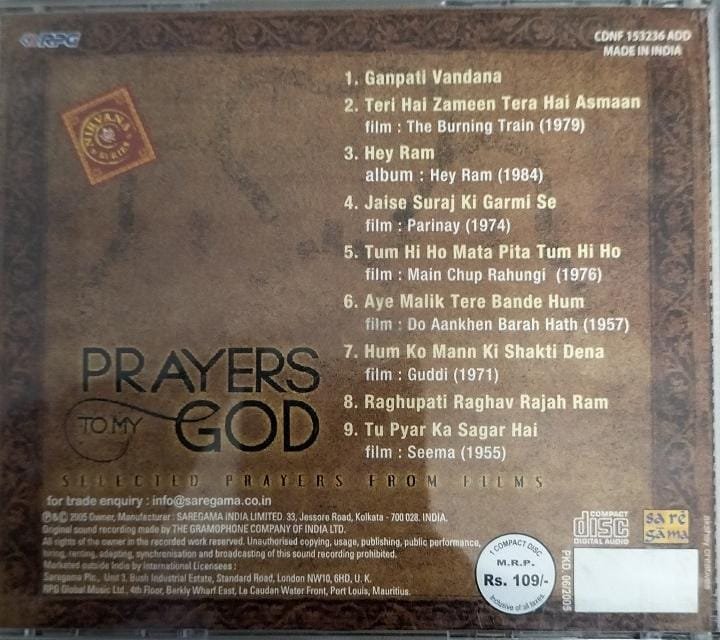 RPG
CDNF 153236 ADD
MADE IN INDIA
NIRVANA
SERIES
1. Ganpati Vandana
2. Teri Hai Zameen Tera Hai Asmaan
film : The Burning Train (1979)
3. Hey Ram
album : Hey Ram (1984)
4. Jaise Suraj Ki Garmi Se
film : Parinay (1974)
5. Tum Hi Ho Mata Pita Tum Hi Ho
film : Main Chup Rahungi (1976)
6. Aye Malik Tere Bande Hum
film : Do Aankhen Barah Hath (1957)
7. Hum Ko Mann Ki Shakti Dena
film : Guddi (1971)
8. Raghupati Raghav Rajah Ram
9. Tu Pyar Ka Sagar Hai
film : Seema (1955)
PRAYERS
TO MY GOD
SELECTED PRAYERS FROM FILMS
for trade enquiry : info@saregama.co.in
℗&© 2005 Owner, Manufacturer : SAREGAMA INDIA LIMITED. 33, Jessore Road, Kolkata - 700 028. INDIA.
Original sound recording made by THE GRAMOPHONE COMPANY OF INDIA LTD.
All rights of the owner in the recorded work reserved. Unauthorised copying, usage, publishing, public performance,
hiring, renting, adapting, synchronisation and broadcasting of this sound recording prohibited.
Marketed outside India by International Licensees :
Saregama Plc., Unit 3, Bush Industrial Estate, Standard Road, London NW10, 6HD, U. K.
RPG Global Music Ltd., 4th Floor, Barkly Wharf East, Le Caudan Water Front, Port Louis, Mauritius.
1 COMPACT DISC
M.R.P.
Rs. 109/-
Inclusive of all taxes.
COMPACT
disc
DIGITAL AUDIO
sa rē
gama
PKD 06/2005